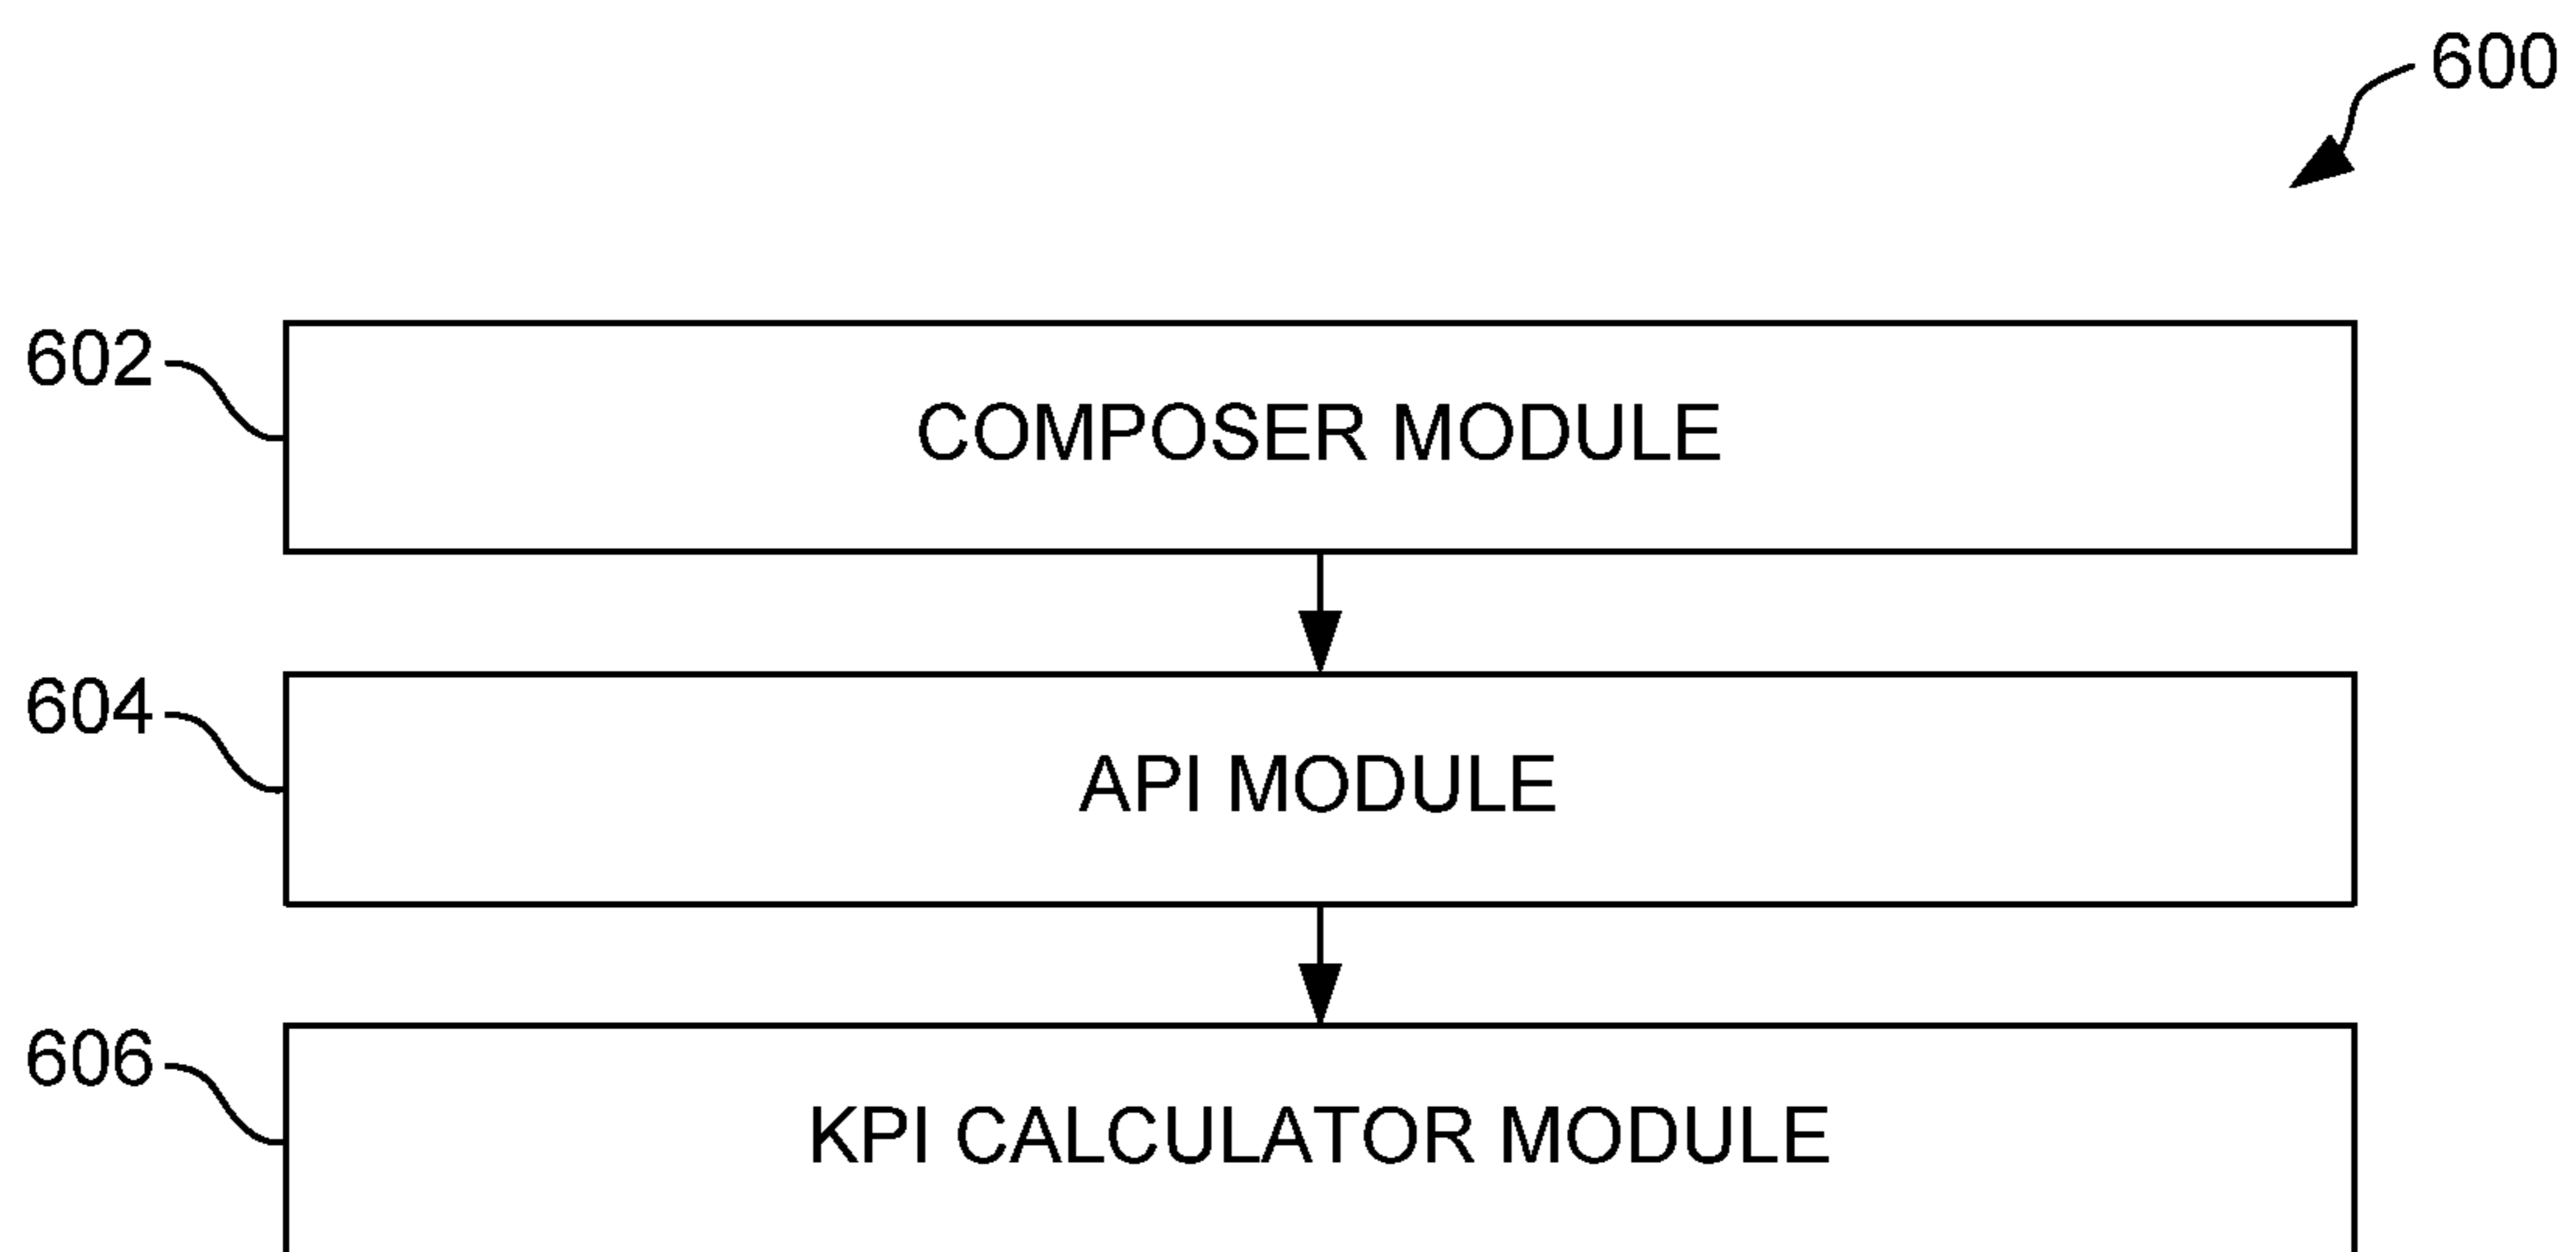 600
602
COMPOSER MODULE
604
API MODULE
606
KPI CALCULATOR MODULE